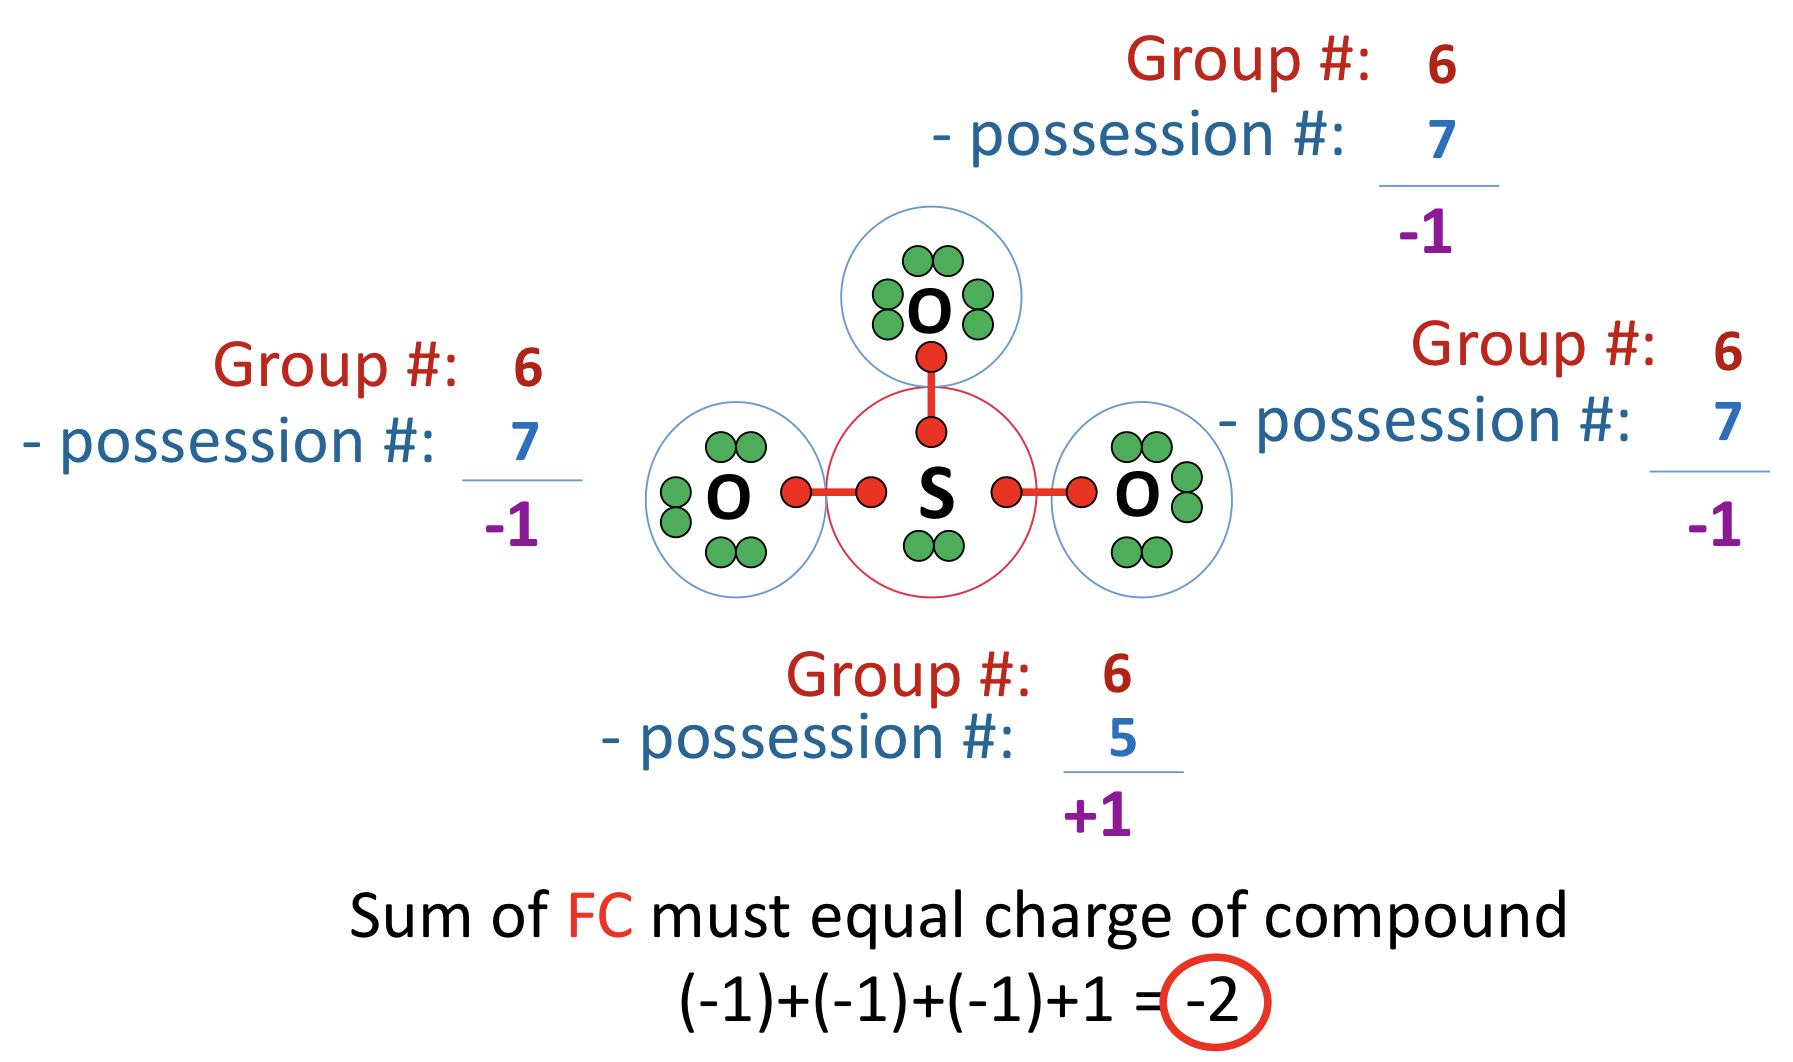 Group #: 6
- possession #: 7
-1
O
Group #: 6
- possession #: 7
-1
Group #: 6
- possession #: 7
-1
O S O
Group #: 6
- possession #: 5
+1
Sum of FC must equal charge of compound
(-1)+(-1)+(-1)+1 = -2